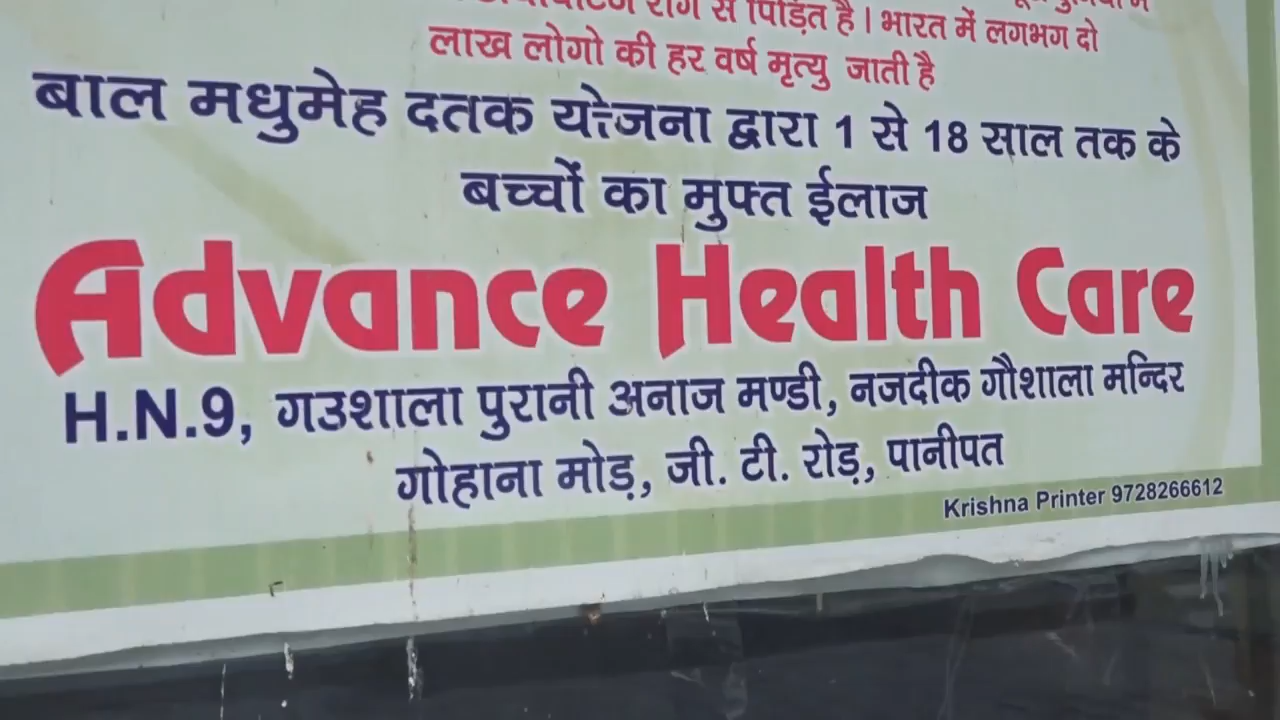 रोग से पिड़ित है। भारत में लगभग दो
लाख लोगो की हर वर्ष मृत्यु जाती है
बाल मधुमेह दतक योजना द्वारा 1 से 18 साल तक के
बच्चों का मुफ्त ईलाज
Advance Health Care
H.N.9, गउशाला पुरानी अनाज मण्डी, नजदीक गौशाला मन्दिर
गोहाना मोड़, जी. टी. रोड़, पानीपत
Krishna Printer 9728266612